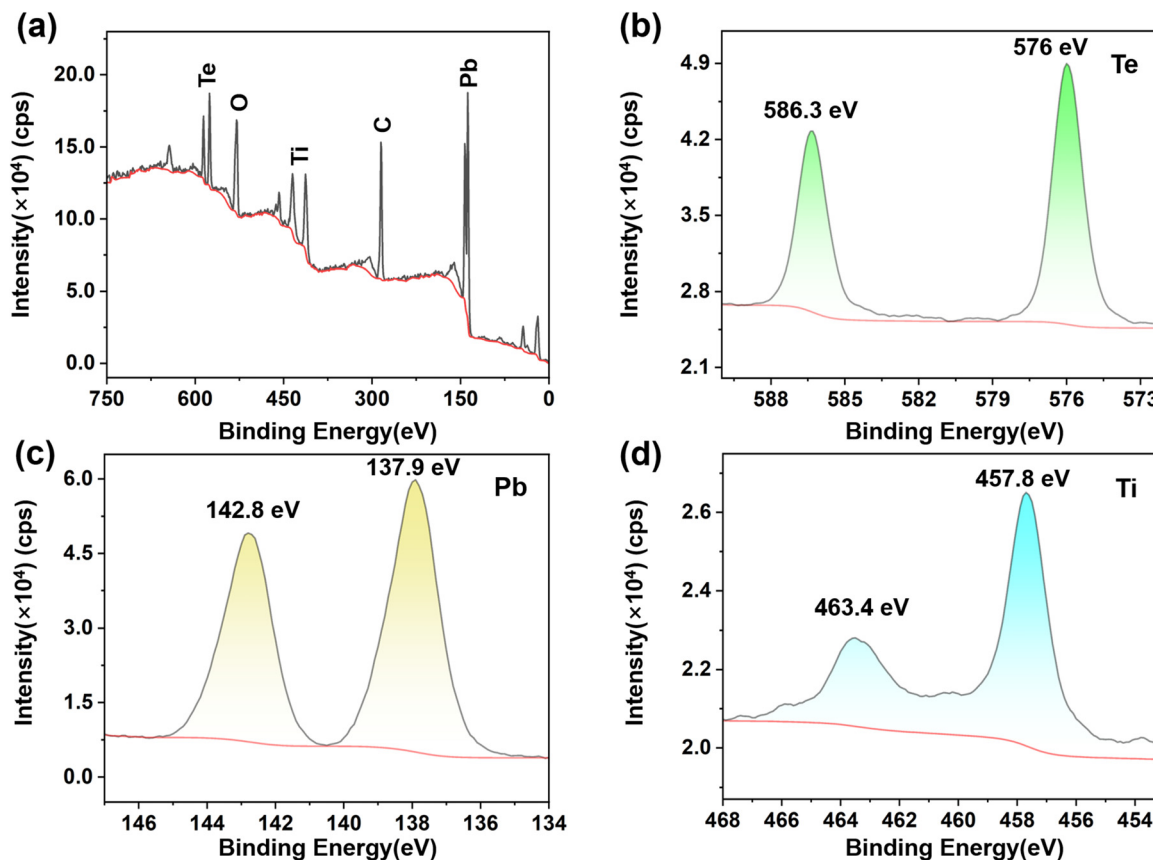 (a)
Te
O
Ti
C
Pb
20.0
15.0
10.0
5.0
0.0
Intensity(×10⁴) (cps)
750
600
450
300
150
0
Binding Energy(eV)
(b)
576 eV
Te
586.3 eV
4.9
4.2
3.5
2.8
2.1
Intensity(×10⁴) (cps)
588
585
582
579
576
573
Binding Energy(eV)
(c)
137.9 eV
Pb
142.8 eV
6.0
4.5
3.0
1.5
0.0
Intensity(×10⁴) (cps)
146
144
142
140
138
136
134
Binding Energy(eV)
(d)
457.8 eV
Ti
463.4 eV
2.6
2.4
2.2
2.0
Intensity(×10⁴) (cps)
468
466
464
462
460
458
456
454
Binding Energy(eV)